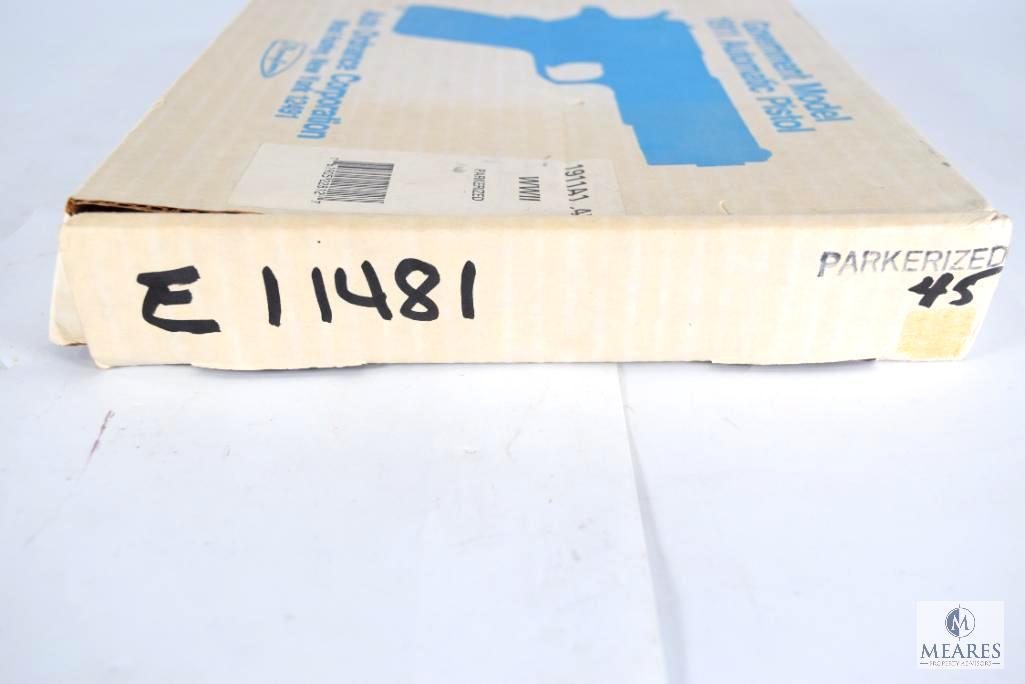 Government Model
1911 Automatic Pistol
Auto Ordnance Corporation
West Hurley, New York 12491
1911A1
WWII
PARKERIZED
E 11481
PARKERIZED
45
MEARES
PROPERTY ADVISORS